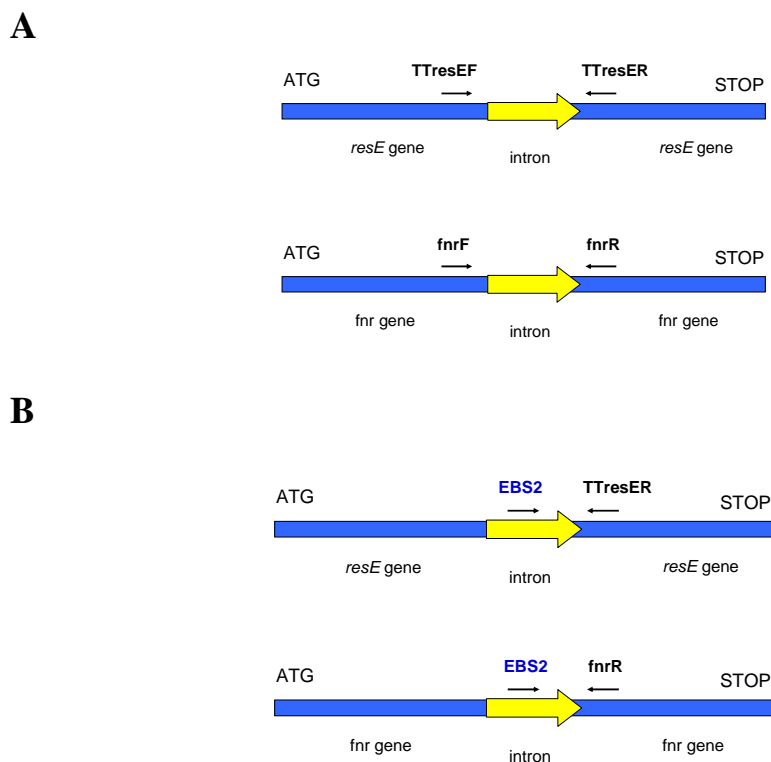 A
TTresEF TTresER
ATG STOP
resE gene intron resE gene
fnrF fnrR
ATG STOP
fnr gene intron fnr gene
B
EBS2 TTresER
ATG STOP
resE gene intron resE gene
EBS2 fnrR
ATG STOP
fnr gene intron fnr gene